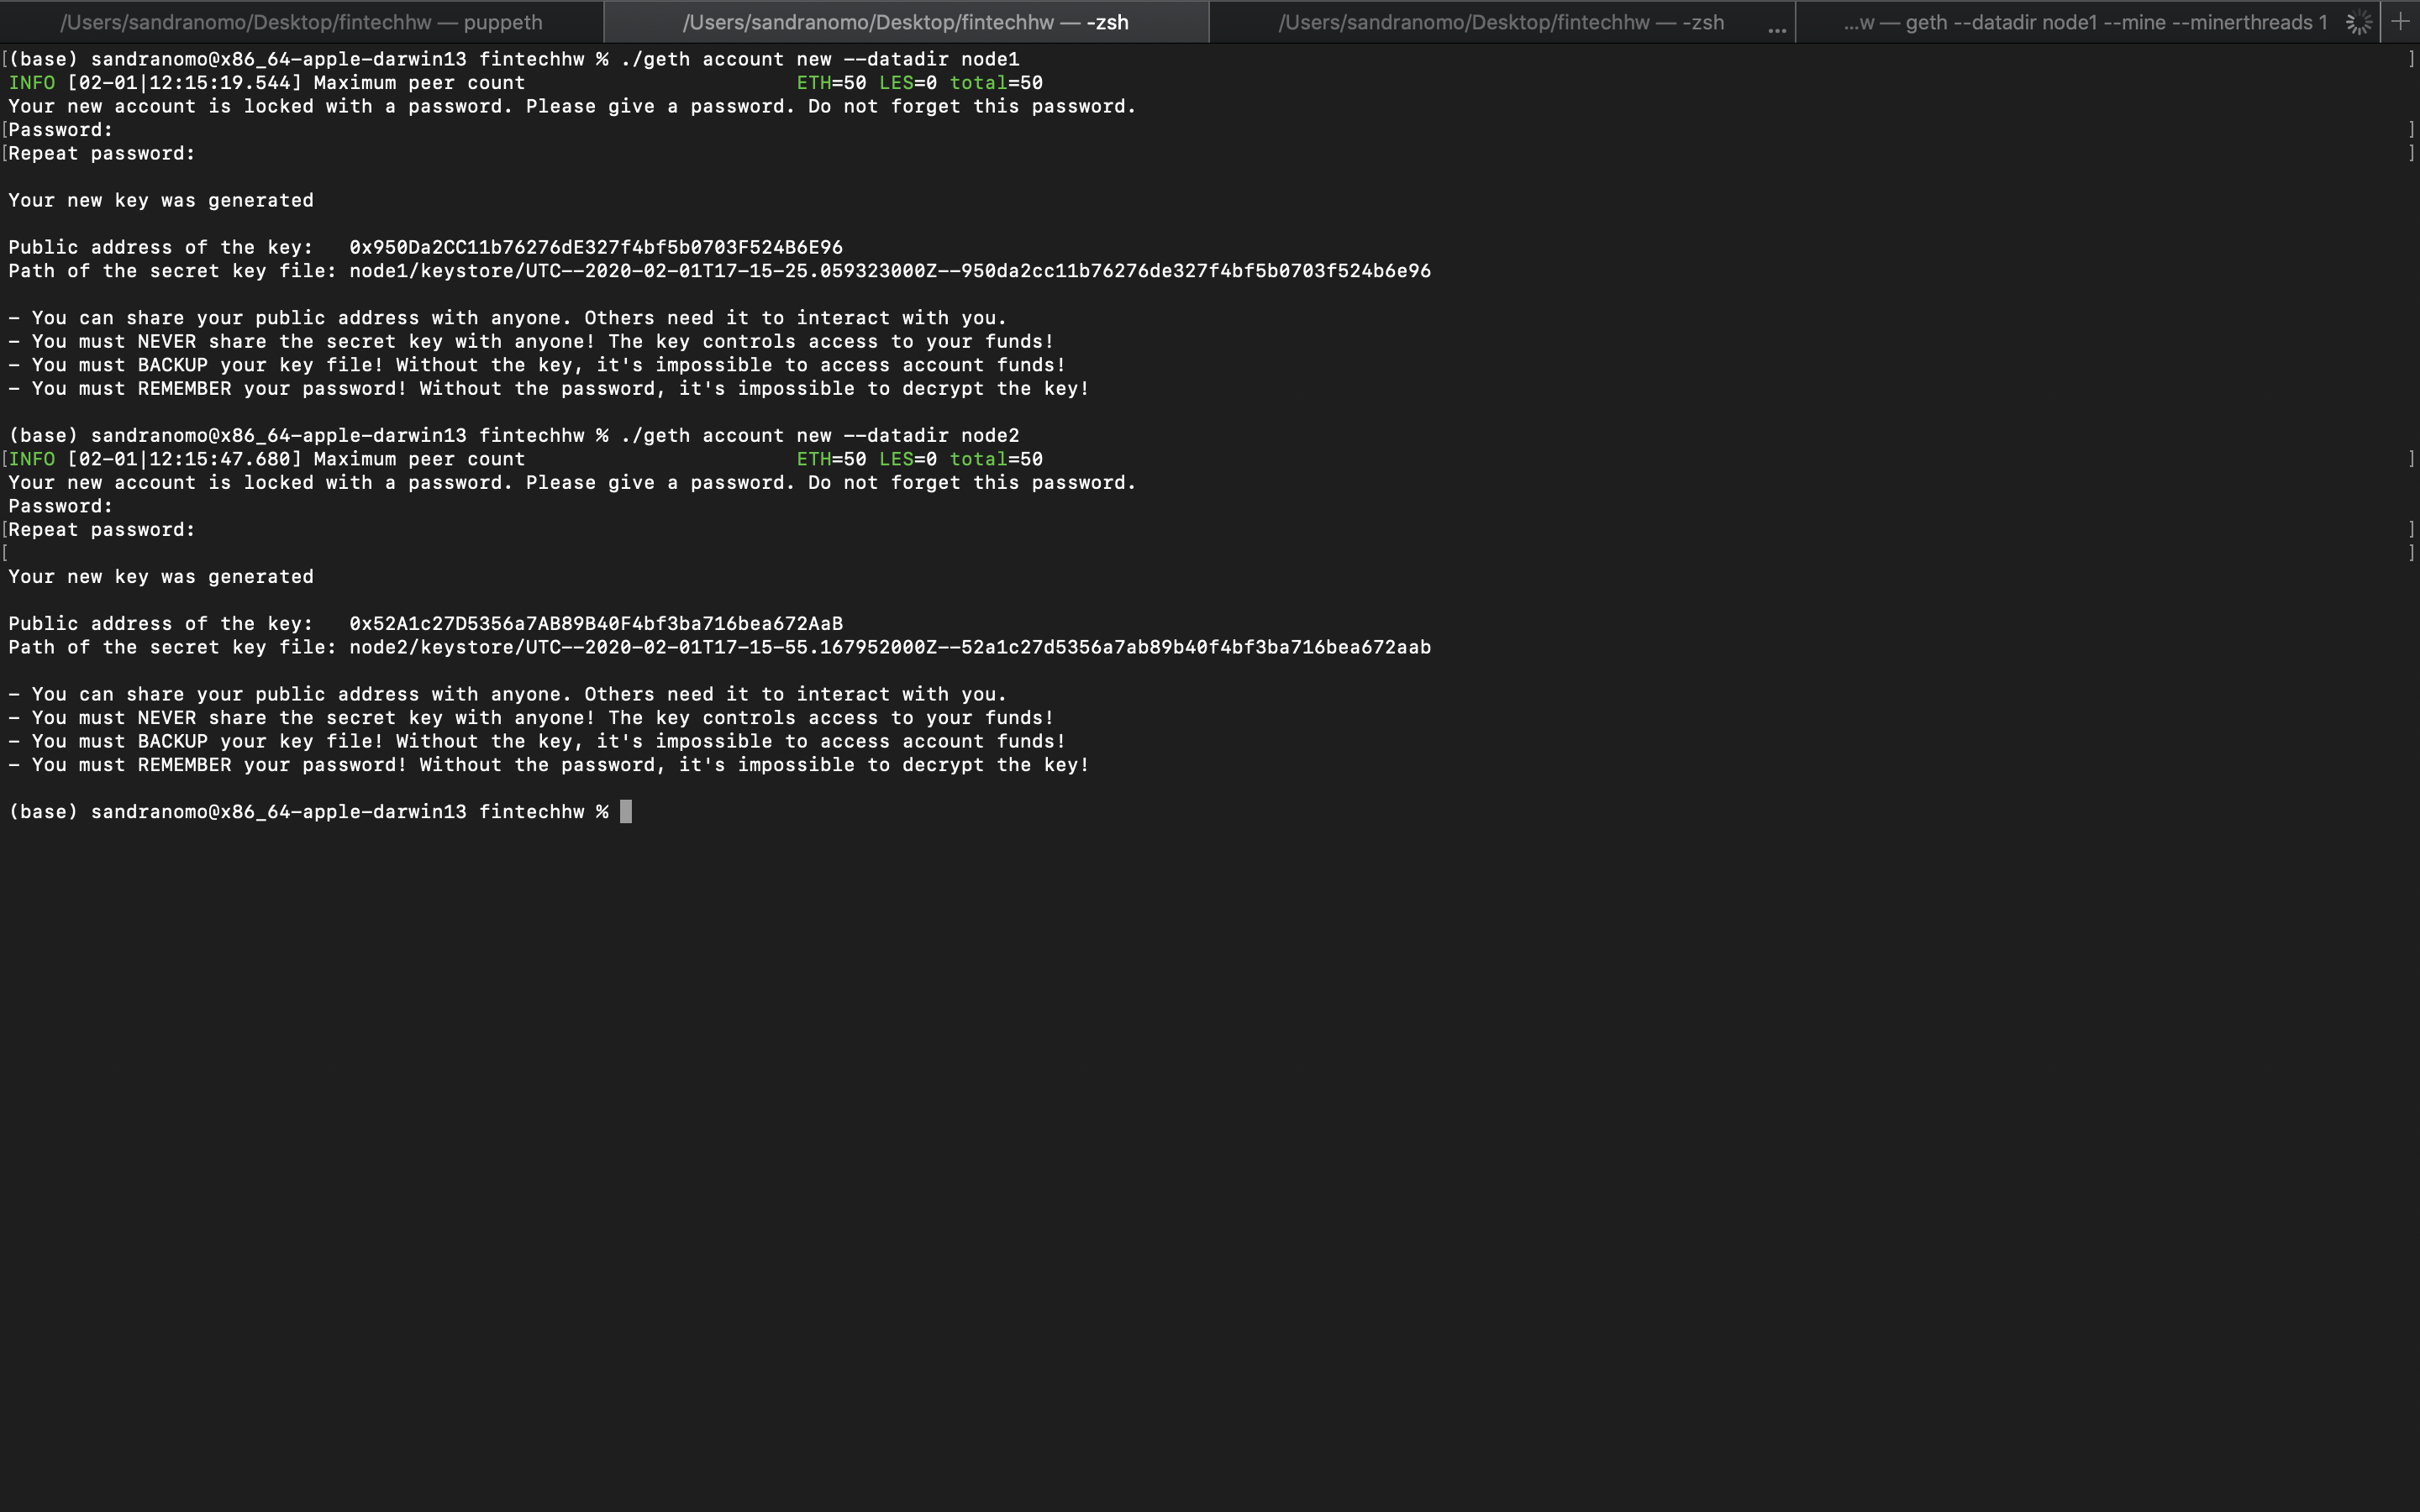 /Users/sandranomo/Desktop/fintechhw — puppeth
/Users/sandranomo/Desktop/fintechhw — -zsh
/Users/sandranomo/Desktop/fintechhw — -zsh ...
...w — geth --datadir node1 --mine --minerthreads 1 +
[(base) sandranomo@x86_64-apple-darwin13 fintechhw % ./geth account new --datadir node1 ]
INFO [02-01|12:15:19.544] Maximum peer count ETH=50 LES=0 total=50
Your new account is locked with a password. Please give a password. Do not forget this password.
[Password: ]
[Repeat password: ]
Your new key was generated
Public address of the key: 0x950Da2CC11b76276dE327f4bf5b0703F524B6E96
Path of the secret key file: node1/keystore/UTC--2020-02-01T17-15-25.059323000Z--950da2cc11b76276de327f4bf5b0703f524b6e96
- You can share your public address with anyone. Others need it to interact with you.
- You must NEVER share the secret key with anyone! The key controls access to your funds!
- You must BACKUP your key file! Without the key, it's impossible to access account funds!
- You must REMEMBER your password! Without the password, it's impossible to decrypt the key!
(base) sandranomo@x86_64-apple-darwin13 fintechhw % ./geth account new --datadir node2
[INFO [02-01|12:15:47.680] Maximum peer count ETH=50 LES=0 total=50 ]
Your new account is locked with a password. Please give a password. Do not forget this password.
Password:
[Repeat password: ]
[ ]
Your new key was generated
Public address of the key: 0x52A1c27D5356a7AB89B40F4bf3ba716bea672AaB
Path of the secret key file: node2/keystore/UTC--2020-02-01T17-15-55.167952000Z--52a1c27d5356a7ab89b40f4bf3ba716bea672aab
- You can share your public address with anyone. Others need it to interact with you.
- You must NEVER share the secret key with anyone! The key controls access to your funds!
- You must BACKUP your key file! Without the key, it's impossible to access account funds!
- You must REMEMBER your password! Without the password, it's impossible to decrypt the key!
(base) sandranomo@x86_64-apple-darwin13 fintechhw %